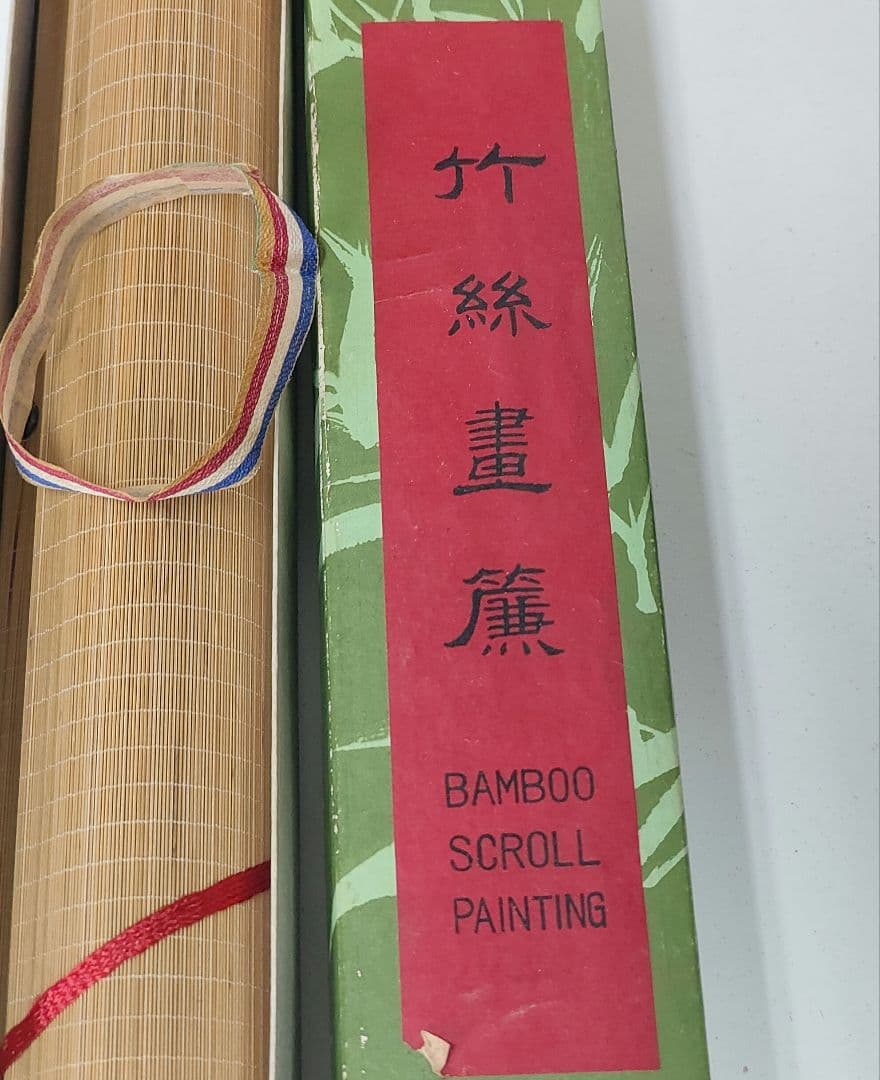 竹絲畫簾
BAMBOO
SCROLL
PAINTING